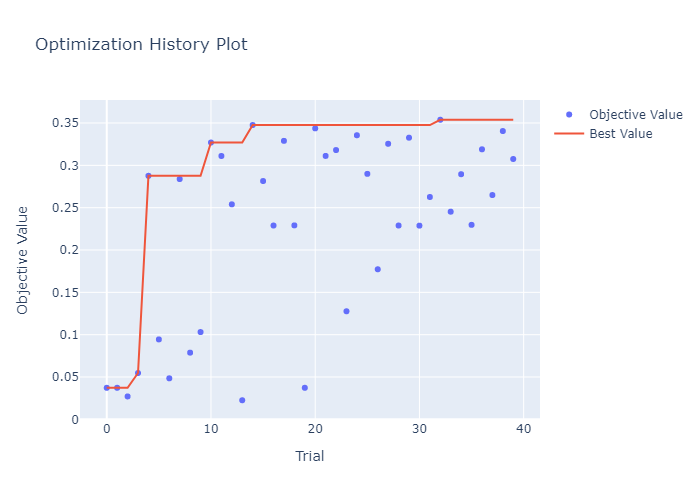 Optimization History Plot
Objective Value
Best Value
0.35
0.3
0.25
0.2
0.15
0.1
0.05
0
Objective Value
0
10
20
30
40
Trial